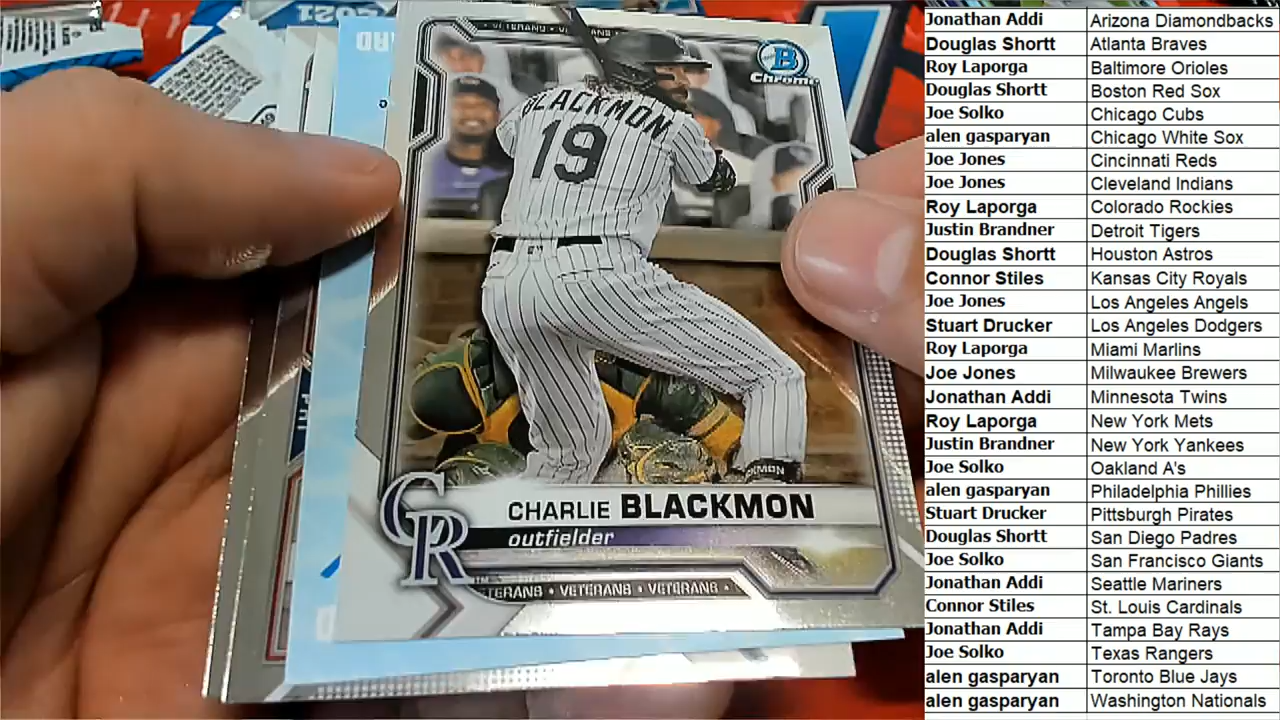 2021
VETERANS · VETERANS ·
B
Chrome
BLACKMON
19
CR
CHARLIE BLACKMON
outfielder
VETERANS · VETERANS · VETERANS ·
Jonathan Addi Arizona Diamondbacks
Douglas Shortt Atlanta Braves
Roy Laporga Baltimore Orioles
Douglas Shortt Boston Red Sox
Joe Solko Chicago Cubs
alen gasparyan Chicago White Sox
Joe Jones Cincinnati Reds
Joe Jones Cleveland Indians
Roy Laporga Colorado Rockies
Justin Brandner Detroit Tigers
Douglas Shortt Houston Astros
Connor Stiles Kansas City Royals
Joe Jones Los Angeles Angels
Stuart Drucker Los Angeles Dodgers
Roy Laporga Miami Marlins
Joe Jones Milwaukee Brewers
Jonathan Addi Minnesota Twins
Roy Laporga New York Mets
Justin Brandner New York Yankees
Joe Solko Oakland A's
alen gasparyan Philadelphia Phillies
Stuart Drucker Pittsburgh Pirates
Douglas Shortt San Diego Padres
Joe Solko San Francisco Giants
Jonathan Addi Seattle Mariners
Connor Stiles St. Louis Cardinals
Jonathan Addi Tampa Bay Rays
Joe Solko Texas Rangers
alen gasparyan Toronto Blue Jays
alen gasparyan Washington Nationals